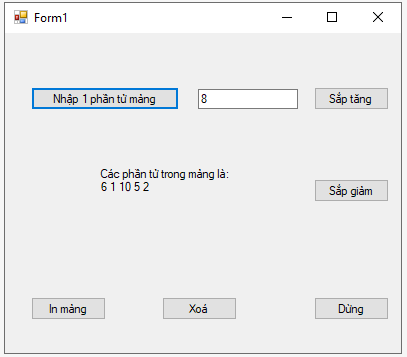 Form1
Nhập 1 phần tử mảng
8
Sắp tăng
Các phần tử trong mảng là:
6 1 10 5 2
Sắp giảm
In mảng
Xoá
Dừng